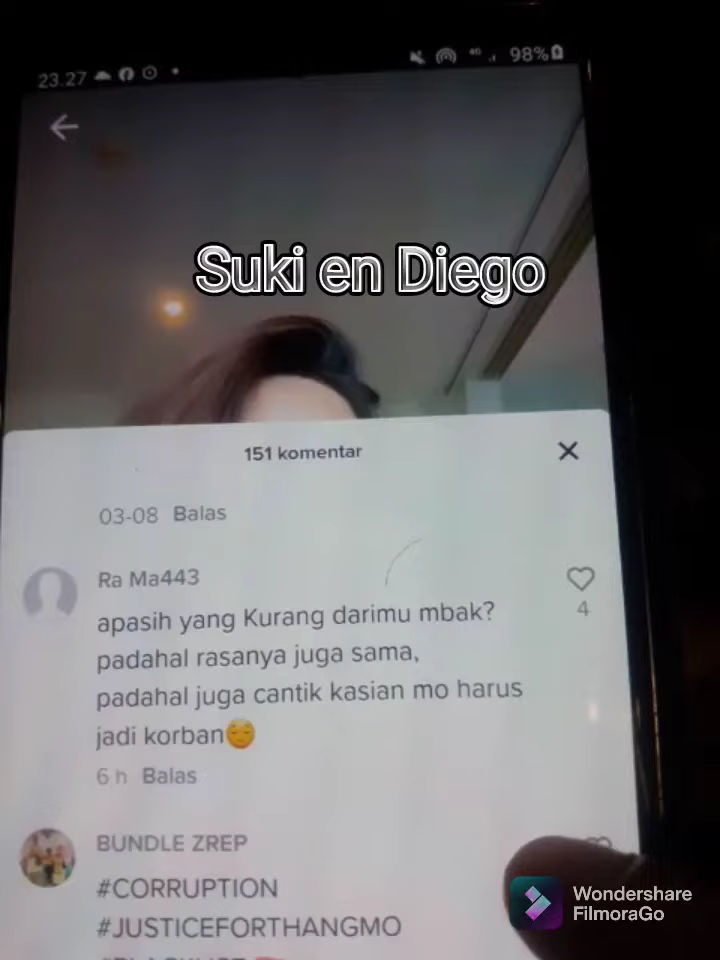 23.27
4G
98%
Suki en Diego
151 komentar
03-08 Balas
Ra Ma443
apasih yang Kurang darimu mbak?
padahal rasanya juga sama,
padahal juga cantik kasian mo harus
jadi korban😔
4
6 h Balas
BUNDLE ZREP
#CORRUPTION
#JUSTICEFORTHANGMO
Wondershare
FilmoraGo